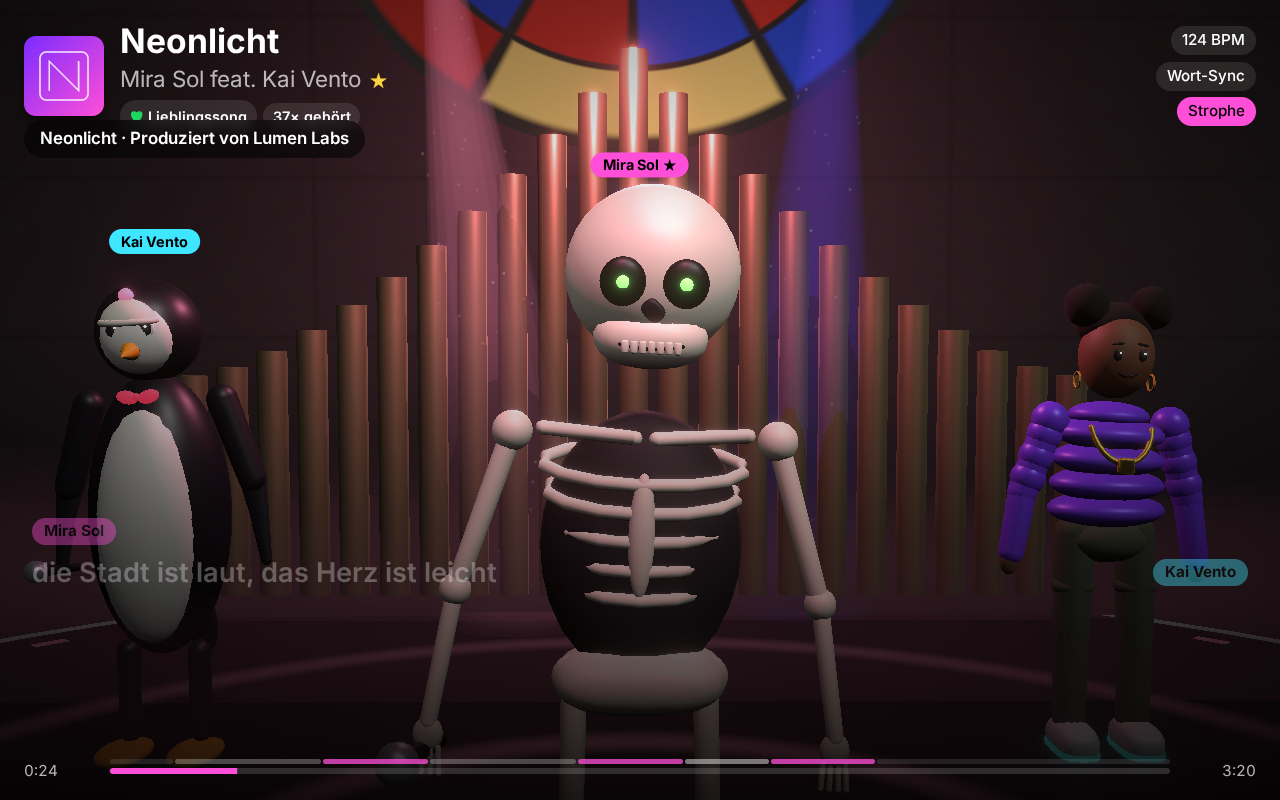 Neonlicht
Mira Sol feat. Kai Vento ★
Lieblingssong 37× gehört
Neonlicht · Produziert von Lumen Labs
124 BPM
Wort-Sync
Strophe
Mira Sol ★
Kai Vento
Mira Sol
die Stadt ist laut, das Herz ist leicht
Kai Vento
0:24
3:20